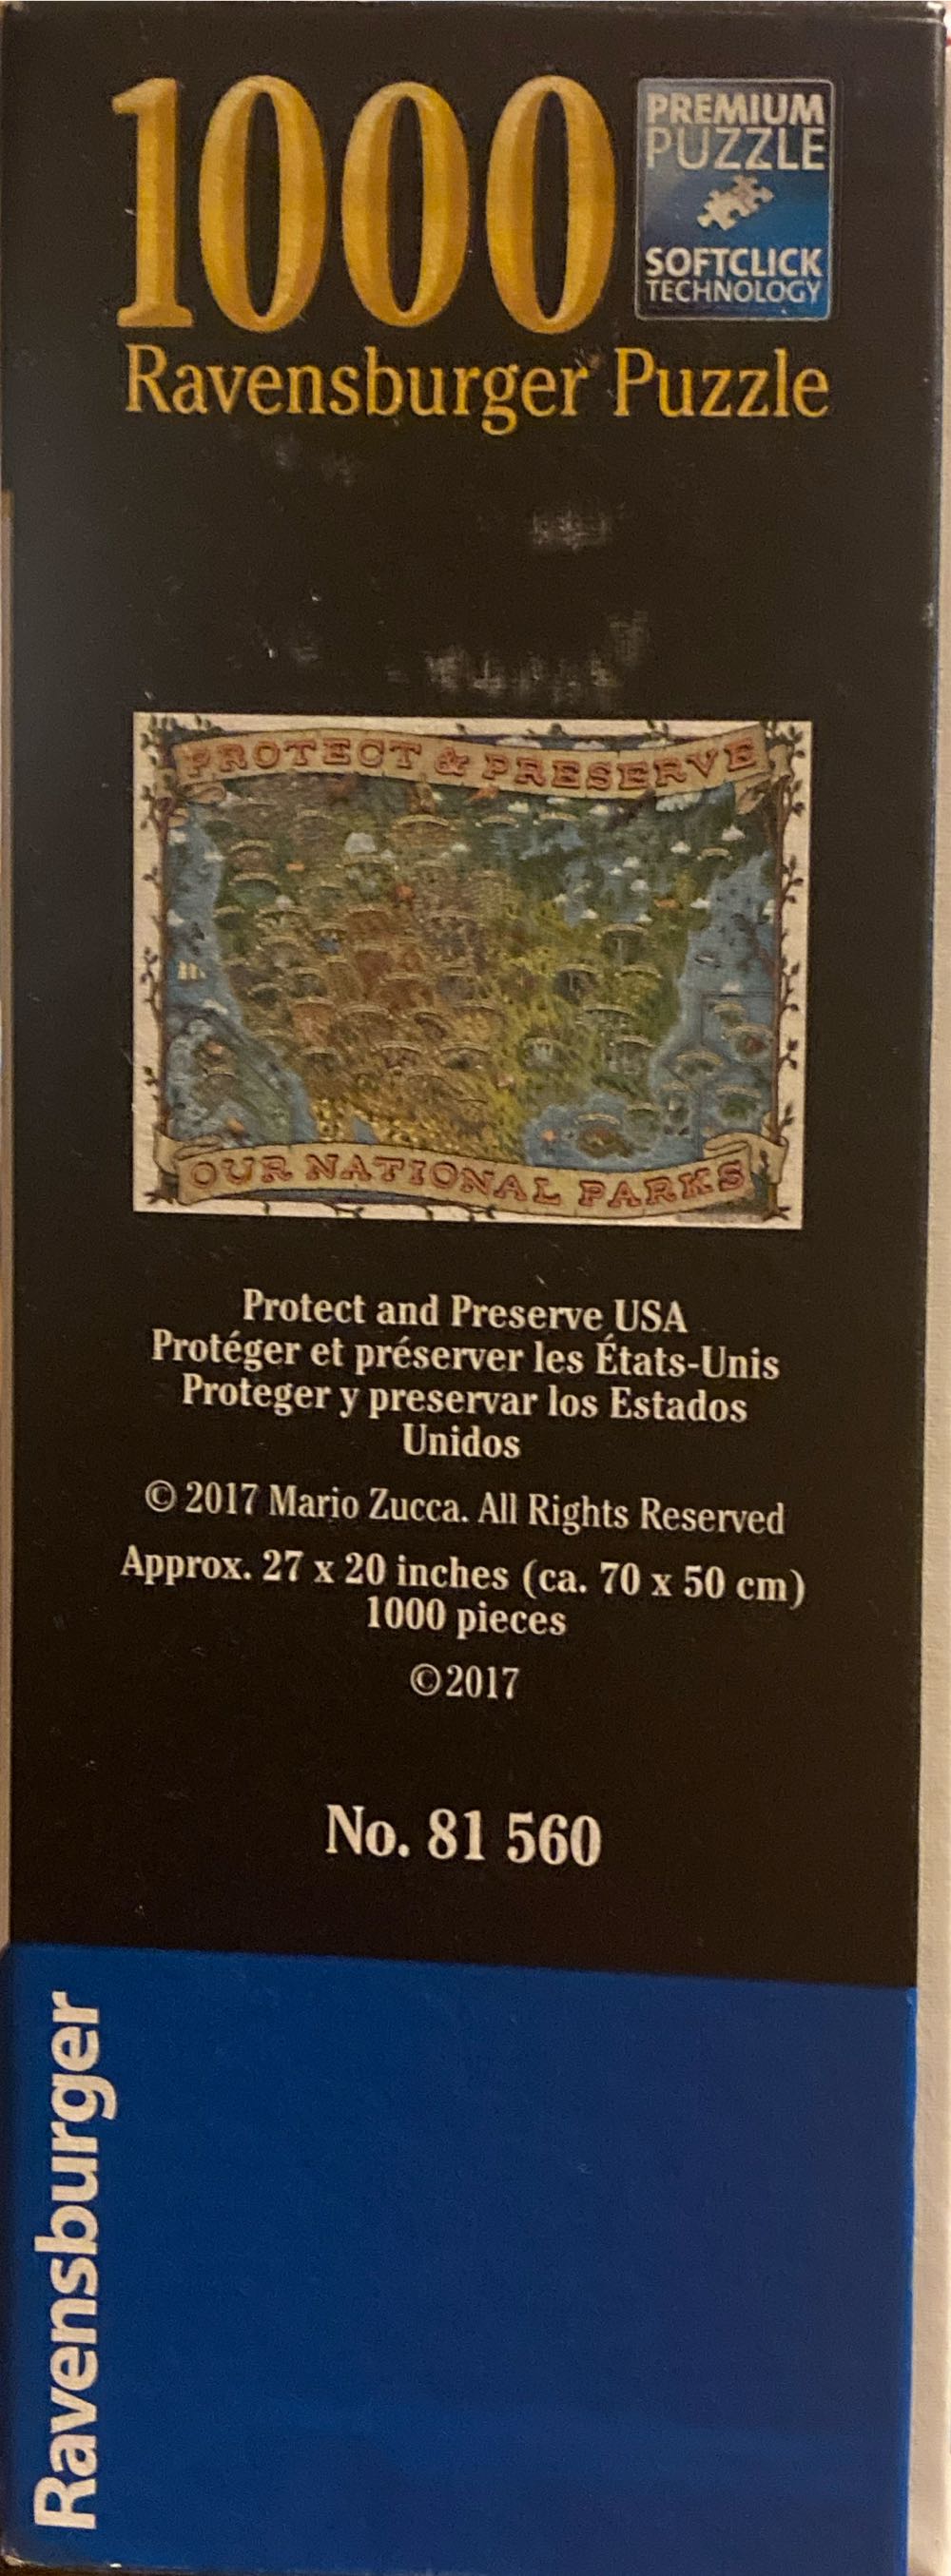 1000
PREMIUM
PUZZLE
SOFTCLICK
TECHNOLOGY
Ravensburger Puzzle
PROTECT & PRESERVE
OUR NATIONAL PARKS
Protect and Preserve USA
Protéger et préserver les États-Unis
Proteger y preservar los Estados
Unidos
© 2017 Mario Zucca. All Rights Reserved
Approx. 27 x 20 inches (ca. 70 x 50 cm)
1000 pieces
©2017
No. 81 560
Ravensburger